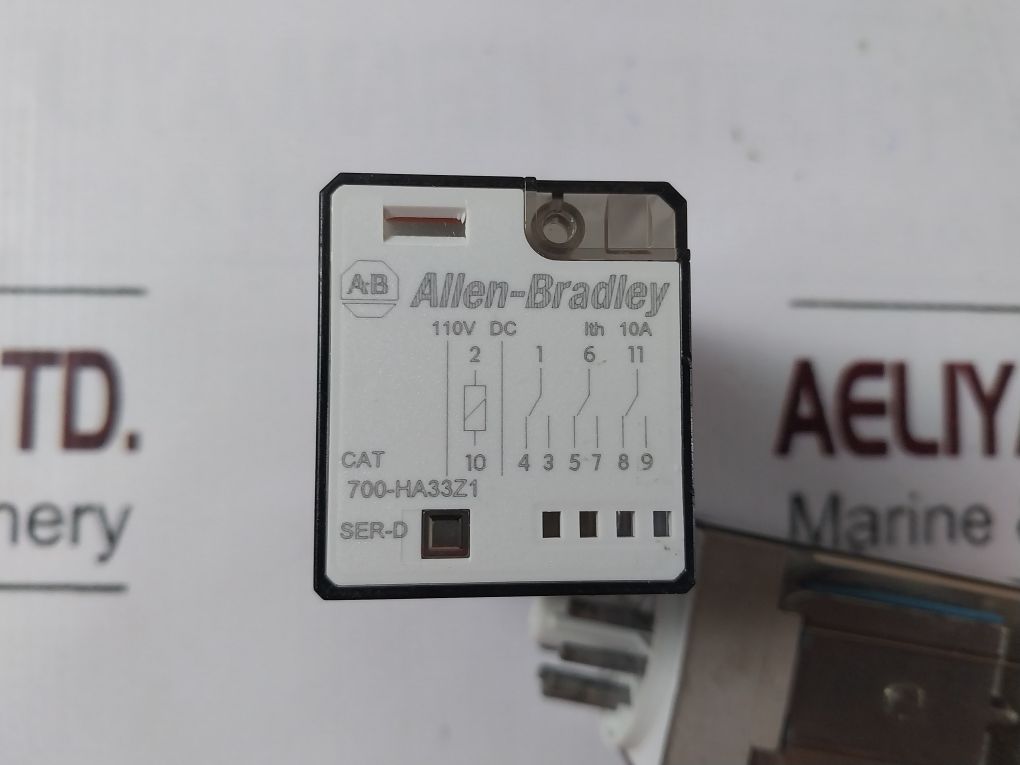 A-B Allen-Bradley
110V DC Ith 10A
2 1 6 11
10 4 3 5 7 8 9
CAT
700-HA33Z1
SER-D
TD.
nery
AELIY
Marine &